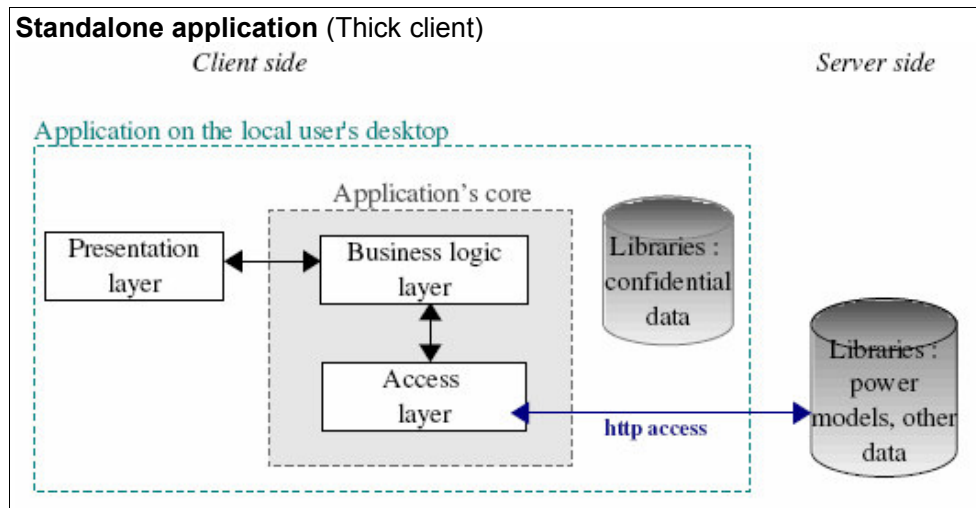 Standalone application (Thick client)
Client side
Server side
Application on the local user's desktop
Application's core
Presentation
layer
Business logic
layer
Libraries :
confidential
data
Access
layer
http access
Libraries :
power
models, other
data